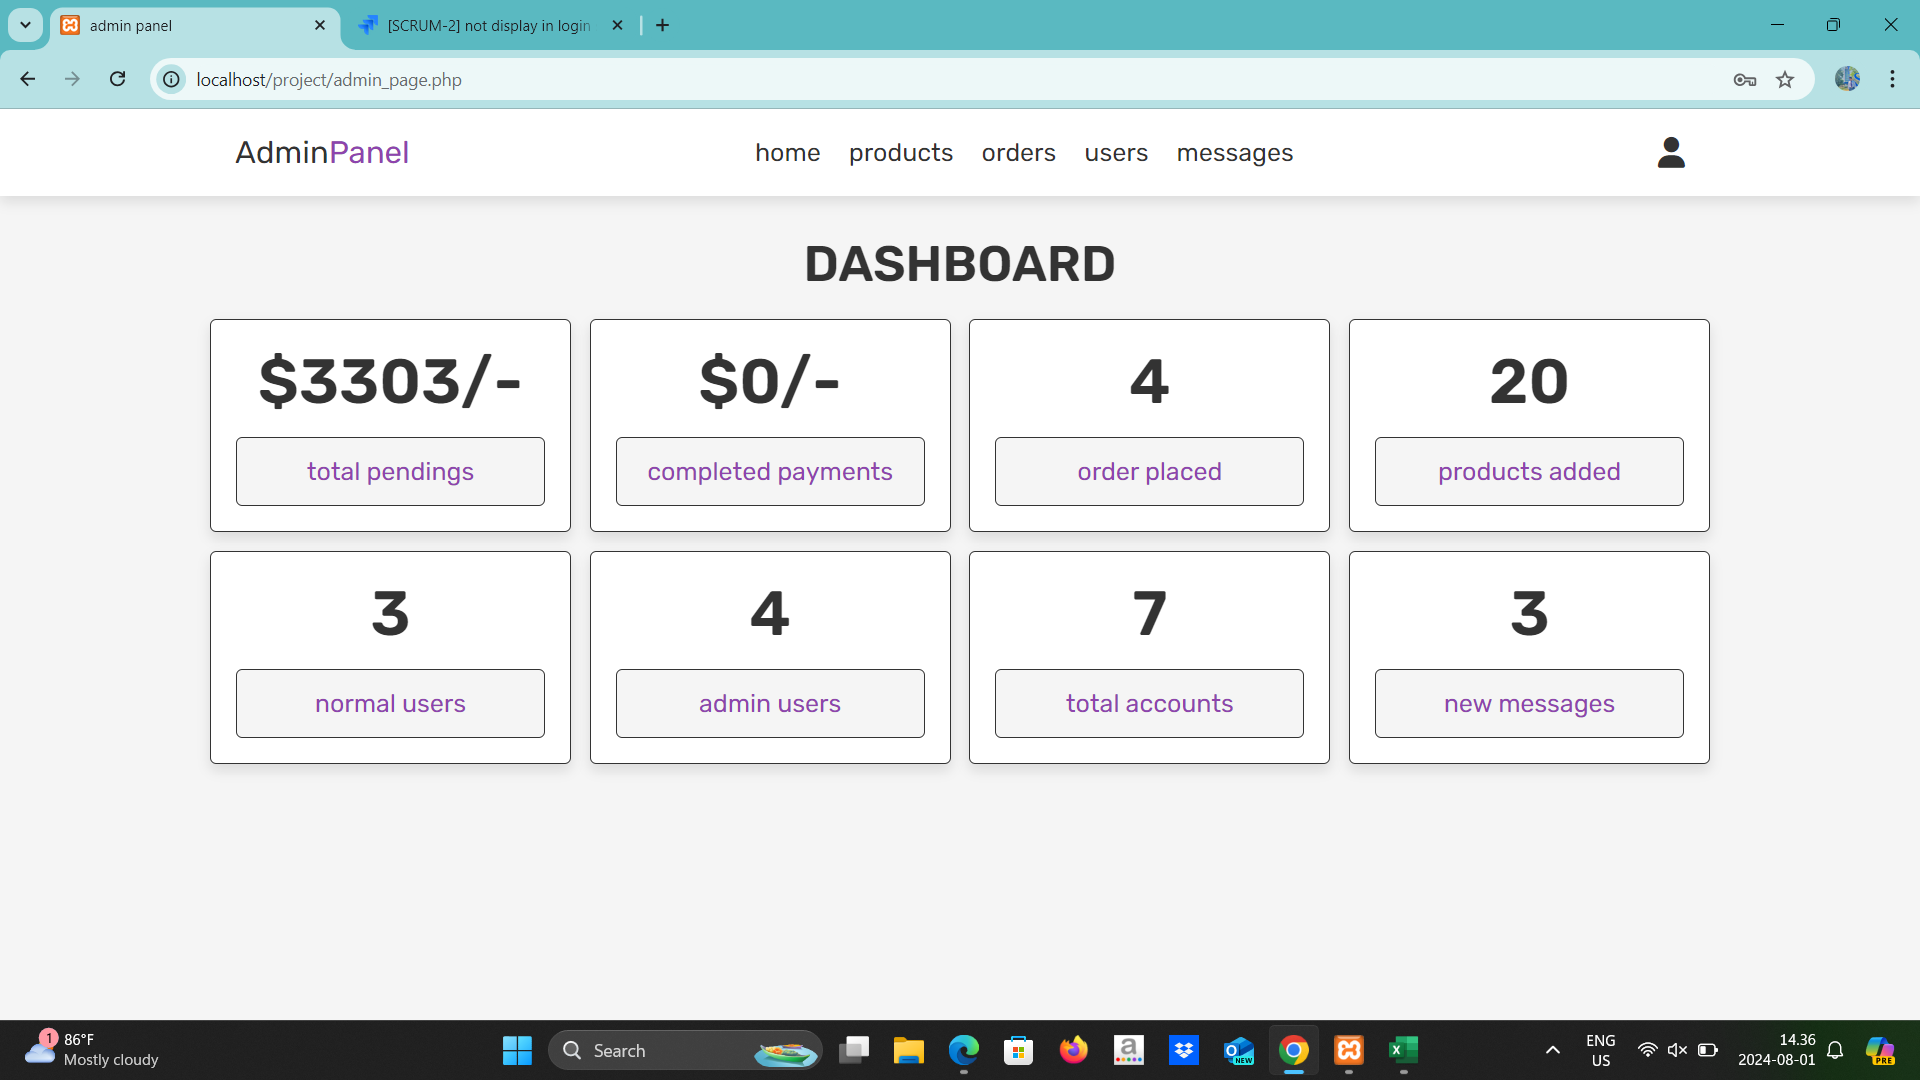 admin panel
[SCRUM-2] not display in login
localhost/project/admin_page.php
AdminPanel
home products orders users messages
DASHBOARD
$3303/- $0/- 4 20
total pendings completed payments order placed products added
3 4 7 3
normal users admin users total accounts new messages
1
86°F
Mostly cloudy
Search
a
NEW
X
ENG
US
14.36
2024-08-01
PRE